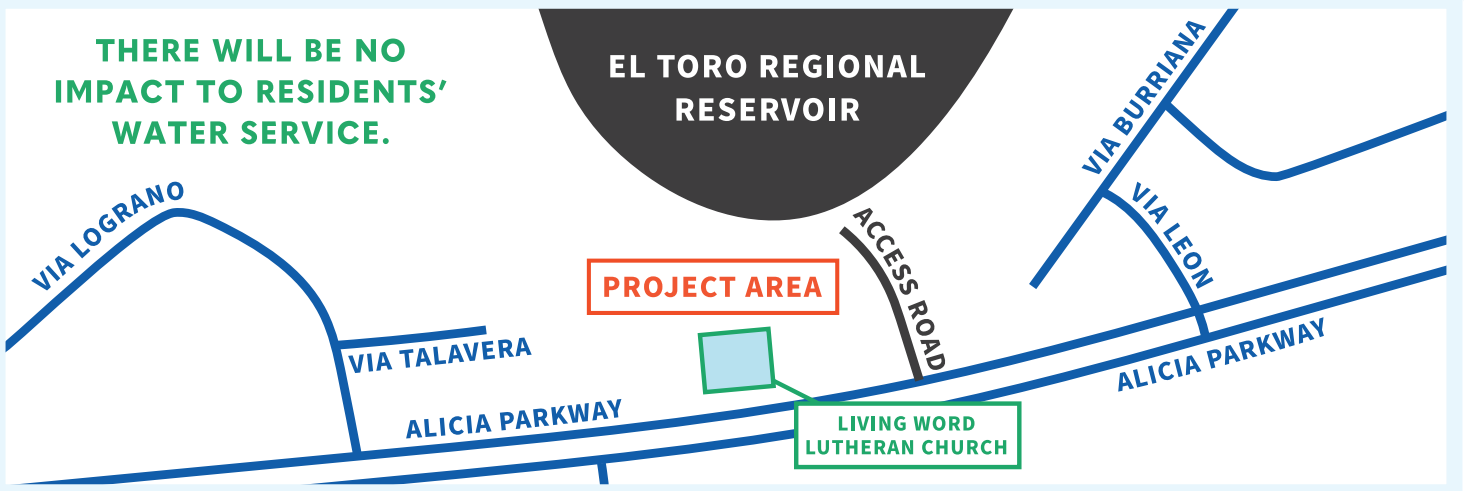 THERE WILL BE NO
IMPACT TO RESIDENTS’
WATER SERVICE.
EL TORO REGIONAL
RESERVOIR
VIA BURRIANA
VIA LOGRANO
VIA LEON
ACCESS ROAD
PROJECT AREA
VIA TALAVERA
ALICIA PARKWAY
ALICIA PARKWAY
LIVING WORD
LUTHERAN CHURCH